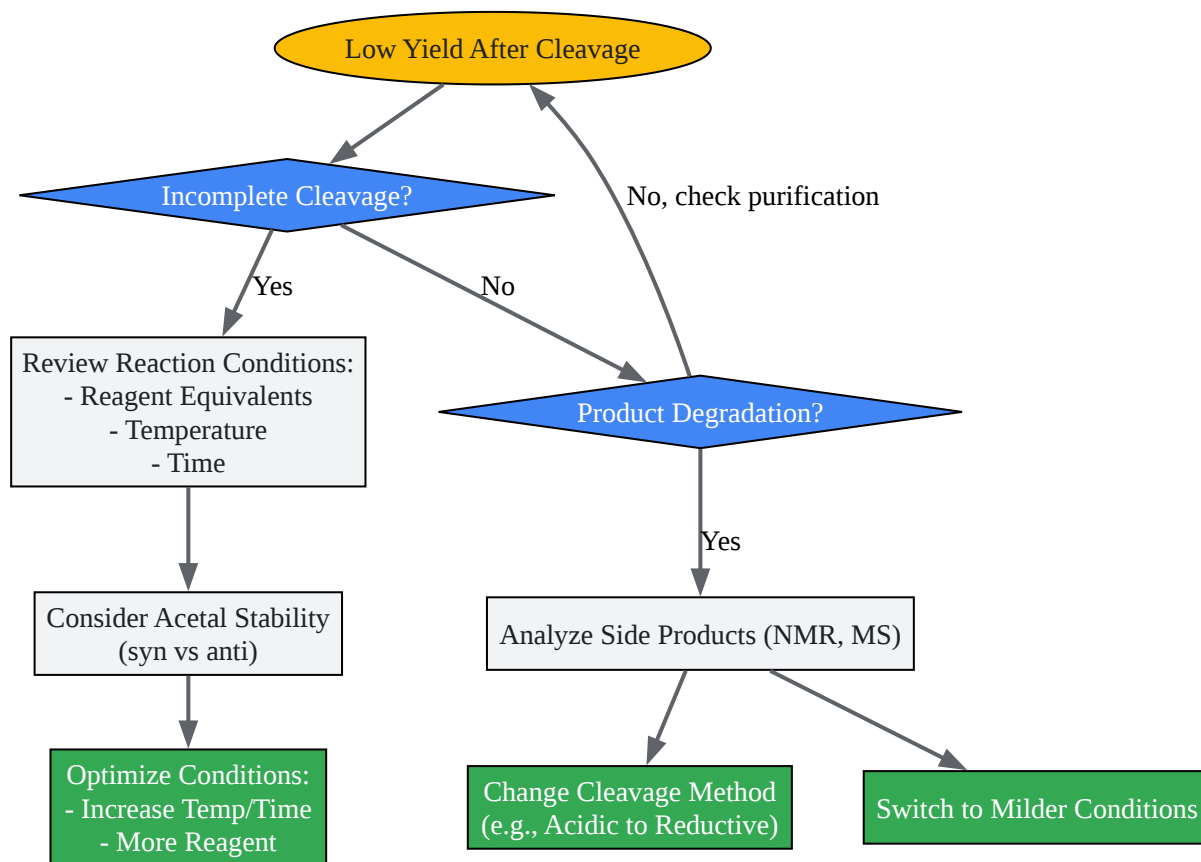 Low Yield After Cleavage
Incomplete Cleavage?
No, check purification
Yes
No
Review Reaction Conditions:
- Reagent Equivalents
- Temperature
- Time
Product Degradation?
Yes
Consider Acetal Stability
(syn vs anti)
Analyze Side Products (NMR, MS)
Optimize Conditions:
- Increase Temp/Time
- More Reagent
Change Cleavage Method
(e.g., Acidic to Reductive)
Switch to Milder Conditions